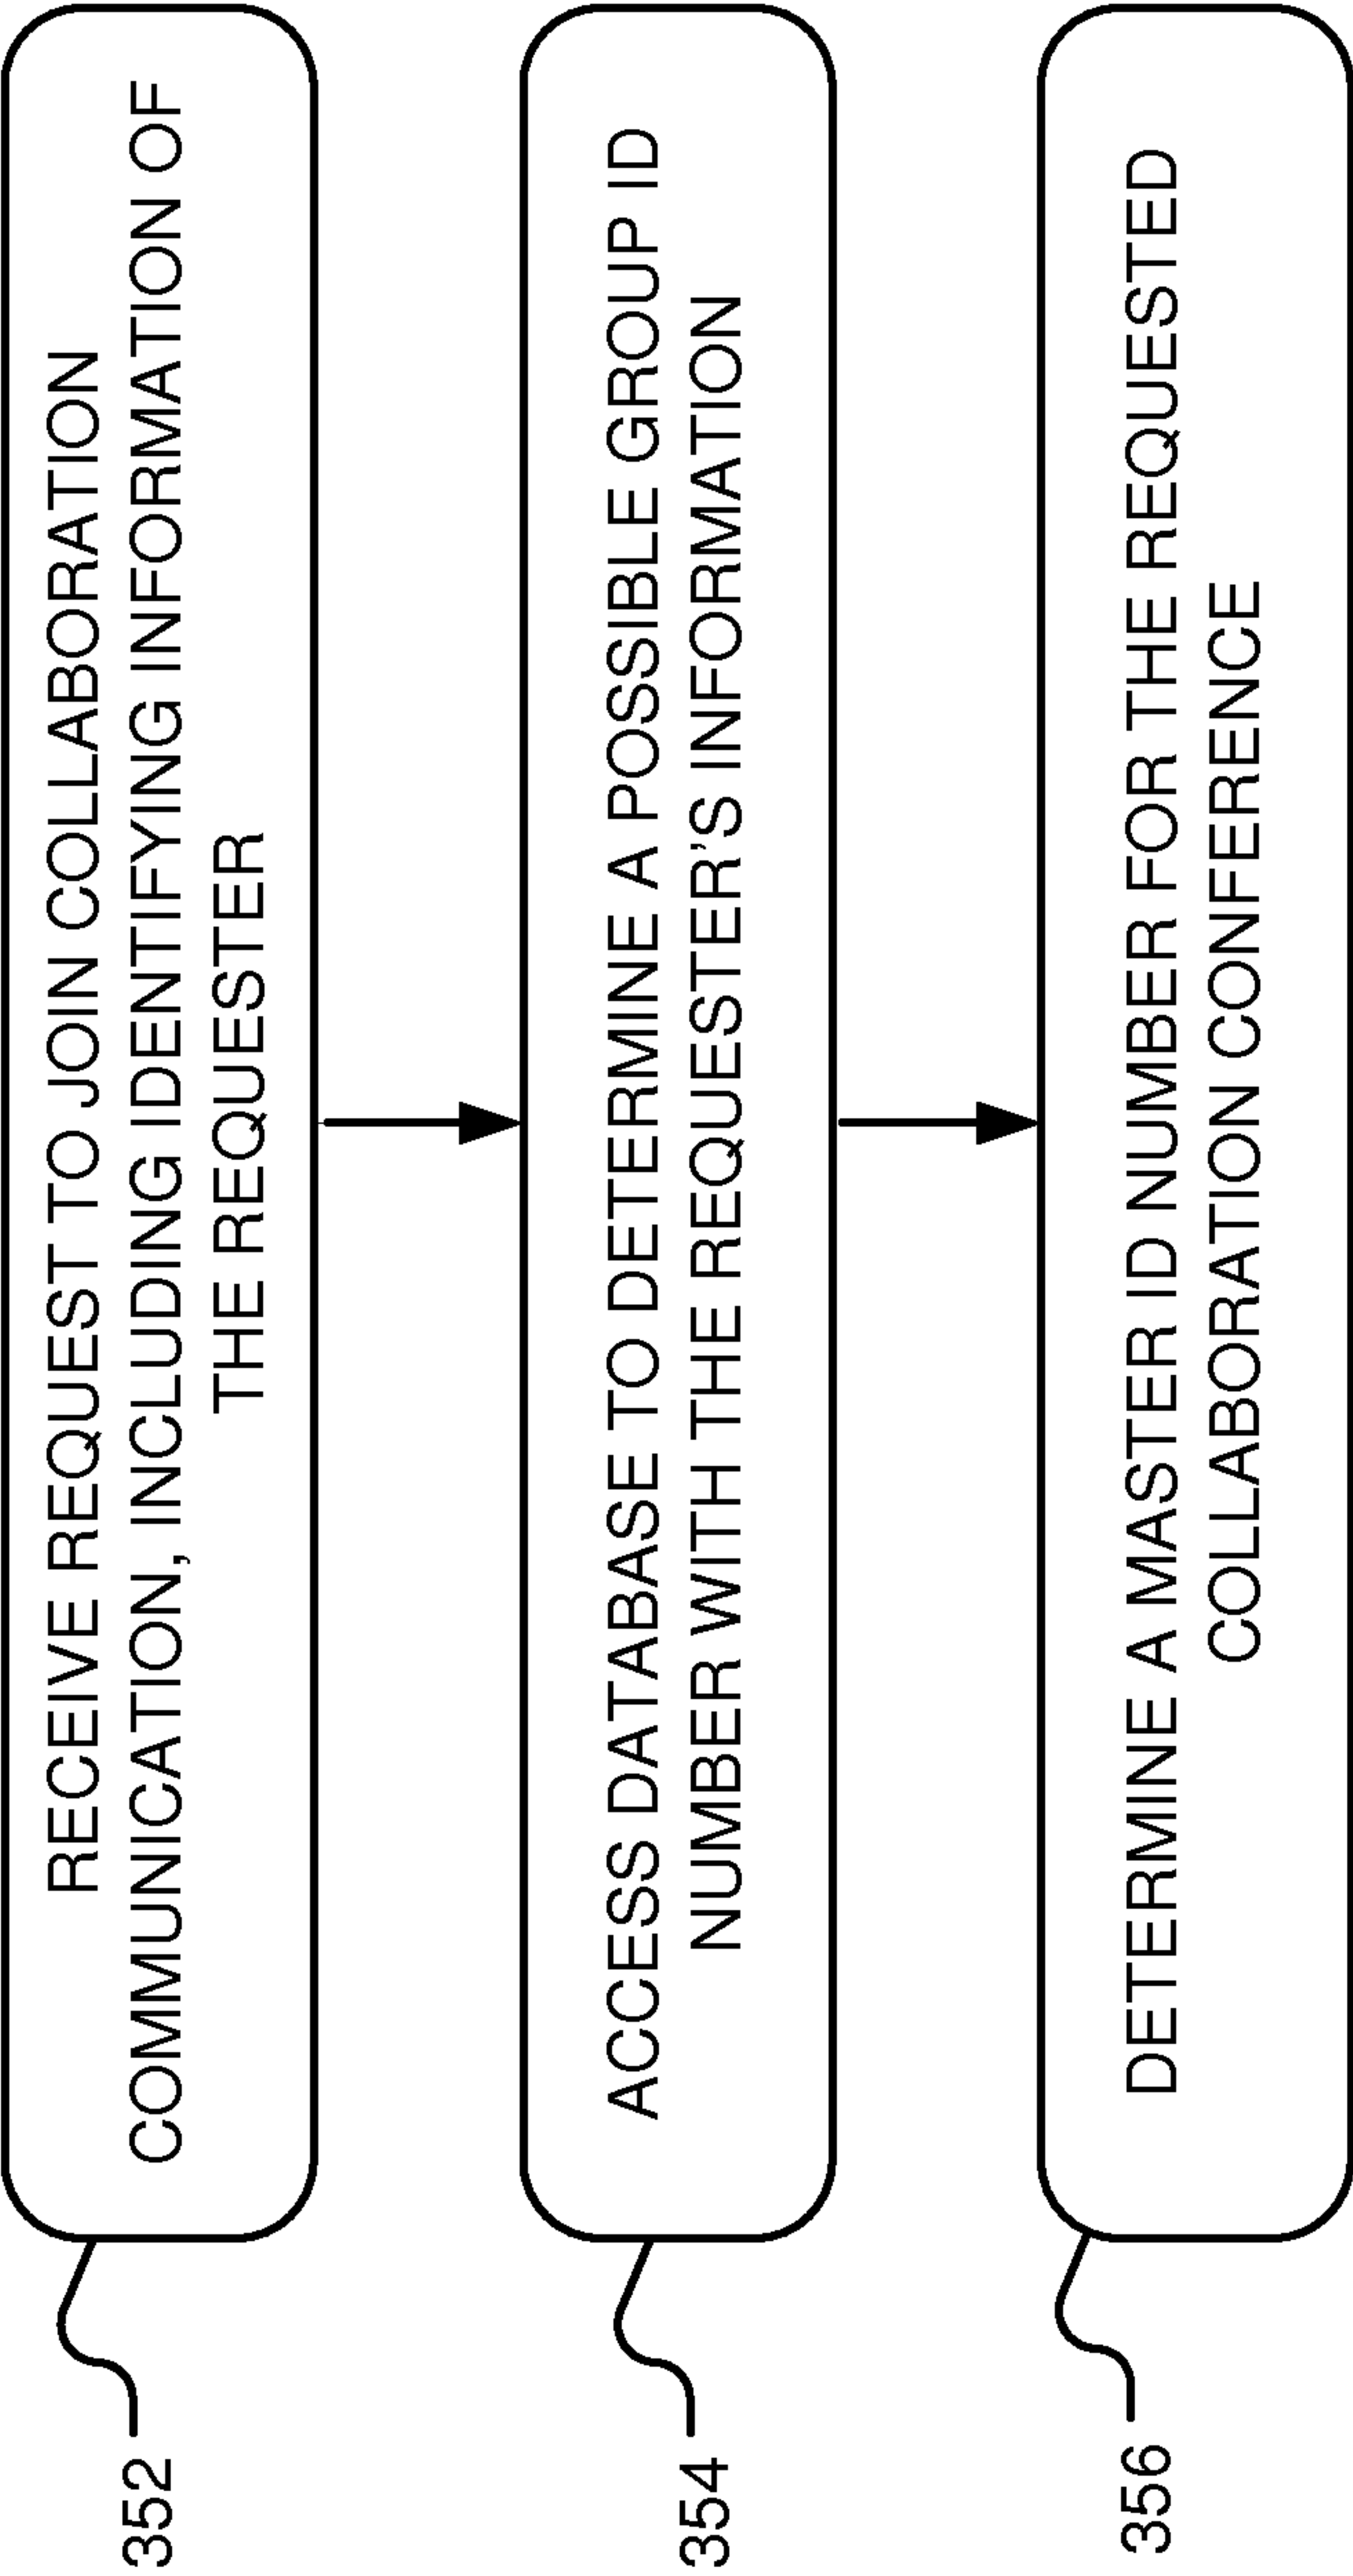 RECEIVE REQUEST TO JOIN COLLABORATION
COMMUNICATION, INCLUDING IDENTIFYING INFORMATION OF
THE REQUESTER
352
ACCESS DATABASE TO DETERMINE A POSSIBLE GROUP ID
NUMBER WITH THE REQUESTER'S INFORMATION
354
DETERMINE A MASTER ID NUMBER FOR THE REQUESTED
COLLABORATION CONFERENCE
356